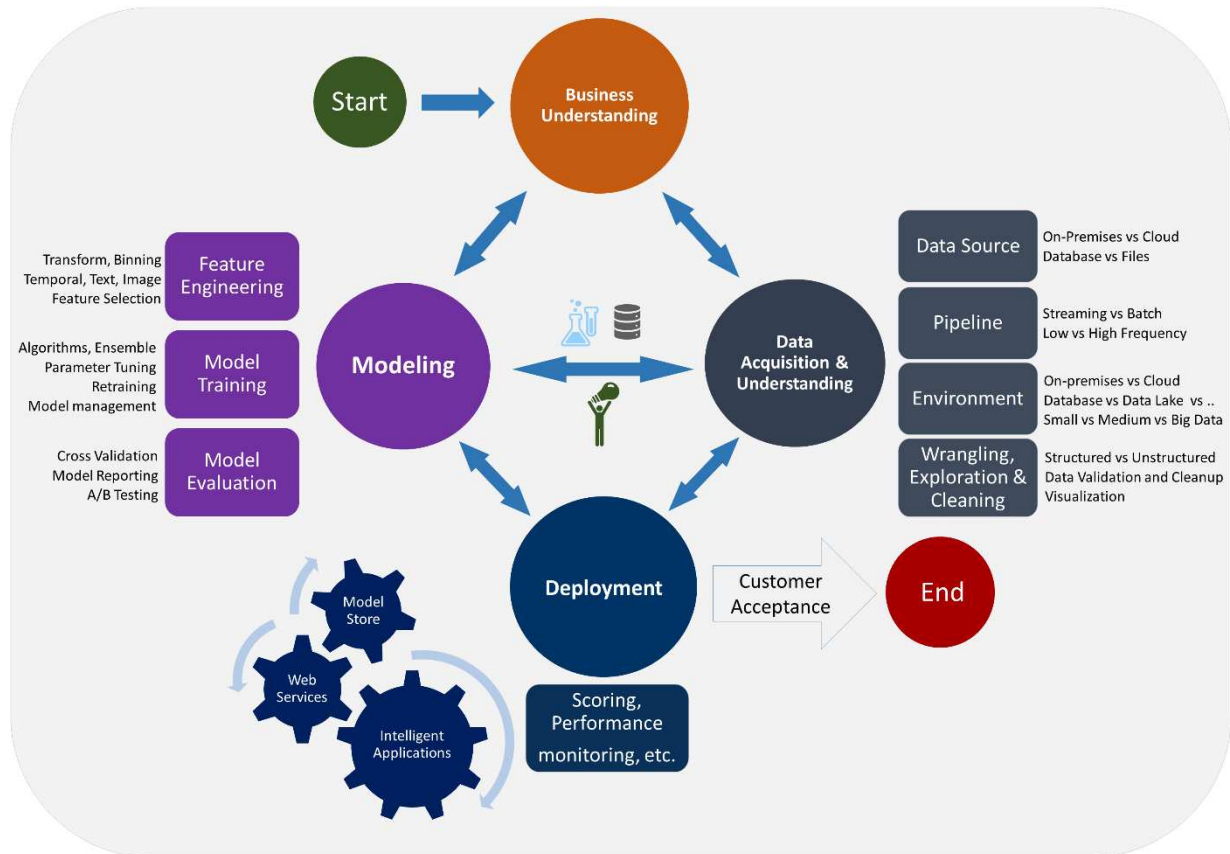 Start
Business
Understanding
Transform, Binning
Temporal, Text, Image
Feature Selection
Feature
Engineering
Algorithms, Ensemble
Parameter Tuning
Retraining
Model management
Model
Training
Cross Validation
Model Reporting
A/B Testing
Model
Evaluation
Modeling
Data
Acquisition &
Understanding
Data Source
On-Premises vs Cloud
Database vs Files
Pipeline
Streaming vs Batch
Low vs High Frequency
Environment
On-premises vs Cloud
Database vs Data Lake vs ..
Small vs Medium vs Big Data
Wrangling,
Exploration &
Cleaning
Structured vs Unstructured
Data Validation and Cleanup
Visualization
Deployment
Customer
Acceptance
End
Model
Store
Web
Services
Intelligent
Applications
Scoring,
Performance
monitoring, etc.